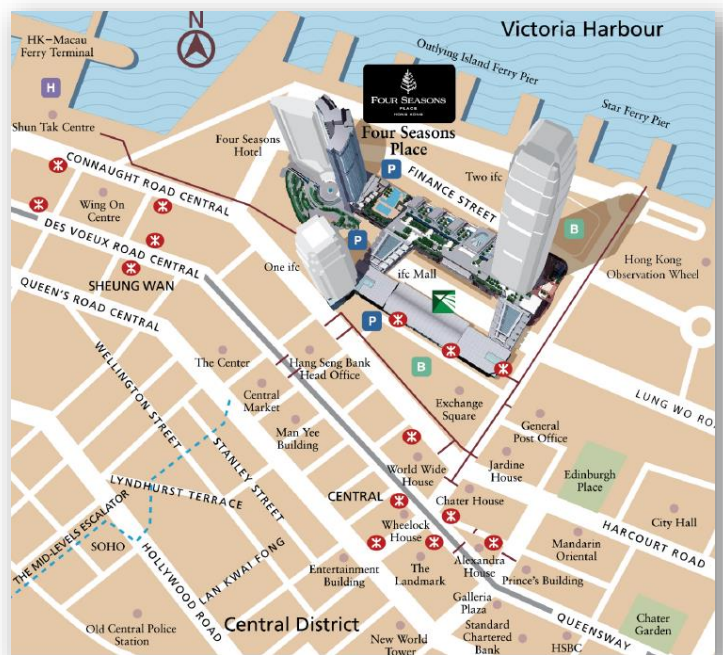 N
Victoria Harbour
HK-Macau
Ferry Terminal
Outlying Island Ferry Pier
H
FOUR SEASONS
PLACE
HONG KONG
Star Ferry Pier
Shun Tak Centre
Four Seasons
Hotel
Four Seasons
Place
CONNAUGHT ROAD CENTRAL
P
FINANCE STREET
Two ifc
Wing On
Centre
B
DES VOEUX ROAD CENTRAL
P
Hong Kong
Observation Wheel
One ifc
ifc Mall
SHEUNG WAN
QUEEN'S ROAD CENTRAL
P
WELLINGTON STREET
The Center
Hang Seng Bank
Head Office
B
Central
Market
Exchange
Square
LUNG WO RO
Man Yee
Building
General
Post Office
STANLEY STREET
World Wide
House
Jardine
House
Edinburgh
Place
LYNDHURST TERRACE
CENTRAL
Chater House
City Hall
THE MID-LEVELS ESCALATOR
Wheelock
House
HARCOURT ROAD
SOHO
LAN KWAI FONG
Mandarin
Oriental
HOLLYWOOD ROAD
Entertainment
Building
The
Landmark
Alexandra
House
Prince's Building
Galleria
Plaza
QUEENSWAY
Chater
Garden
Old Central Police
Station
Central District
New World
Tower
Standard
Chartered
Bank
HSBC